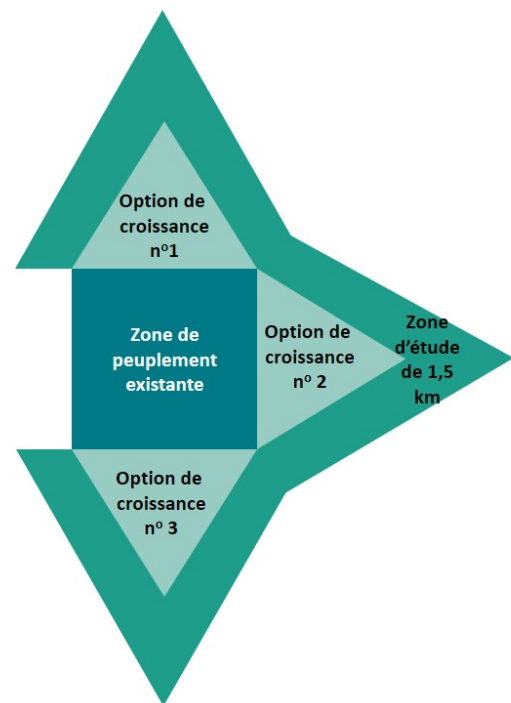 Option de
croissance
nº1
Zone de
peuplement
existante
Option de
croissance
nº 2
Zone
d’étude
de 1,5
km
Option de
croissance
nº 3